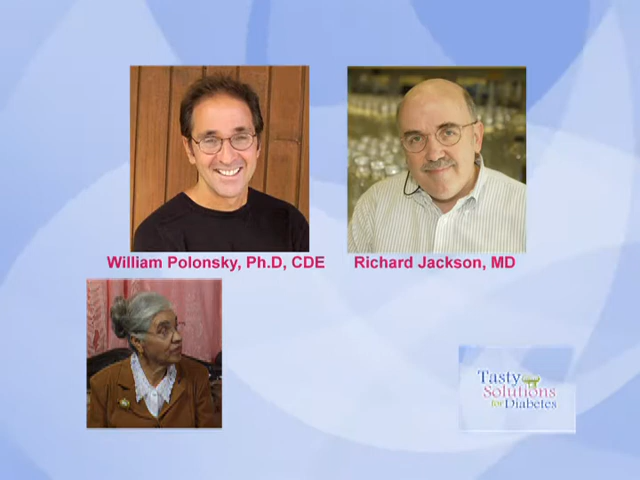 William Polonsky, Ph.D, CDE
Richard Jackson, MD
Tasty
Solutions
for Diabetes